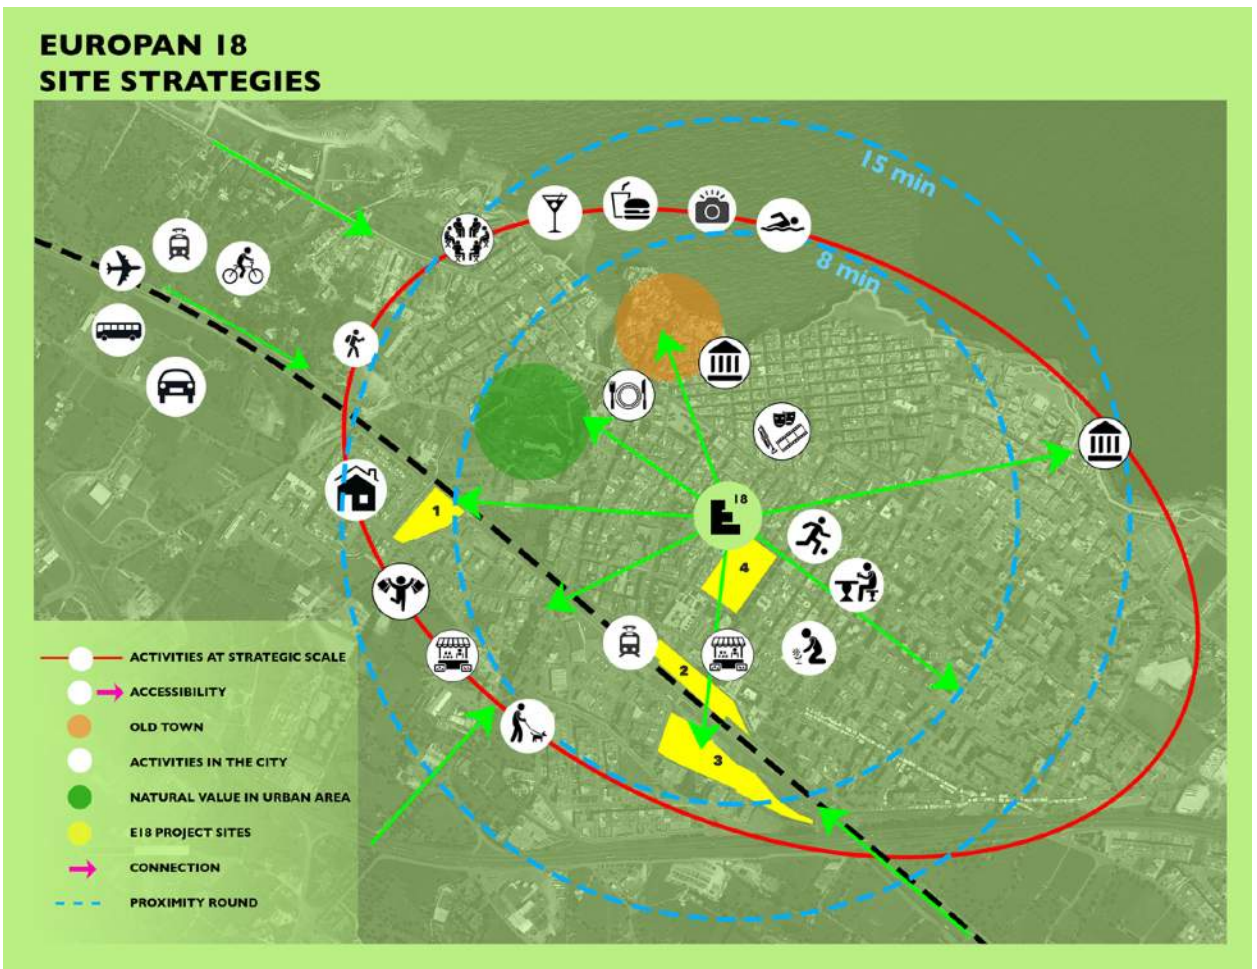 EUROPAN 18
SITE STRATEGIES
15 min
8 min
1
18
E
4
2
3
ACTIVITIES AT STRATEGIC SCALE
ACCESSIBILITY
OLD TOWN
ACTIVITIES IN THE CITY
NATURAL VALUE IN URBAN AREA
E18 PROJECT SITES
CONNECTION
PROXIMITY ROUND